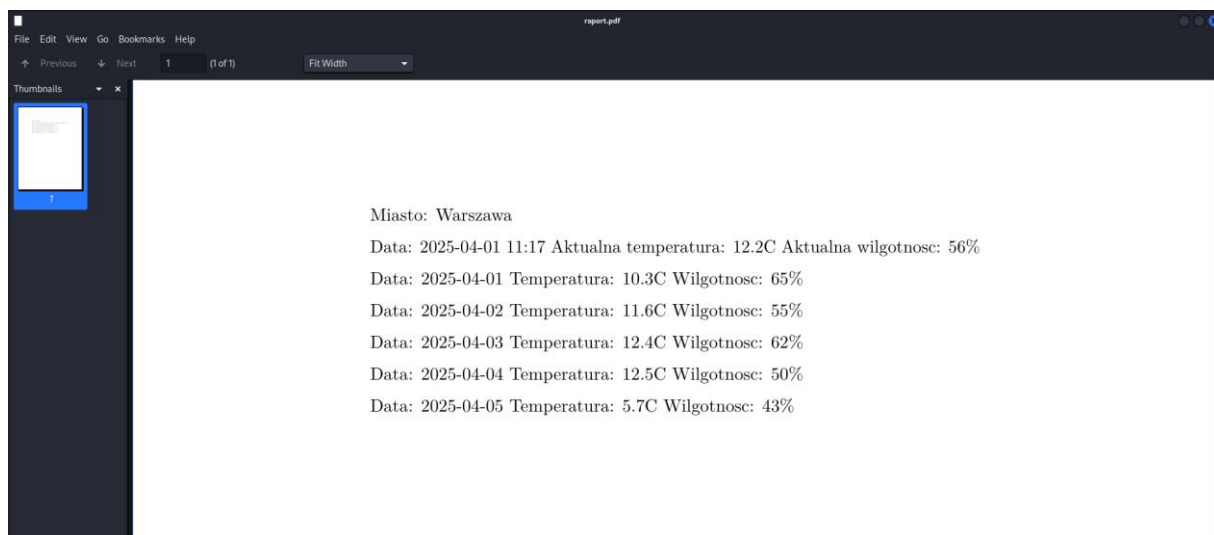 raport.pdf
File Edit View Go Bookmarks Help
Previous Next 1 (1 of 1) Fit Width
Thumbnails
1
Miasto: Warszawa
Data: 2025-04-01 11:17 Aktualna temperatura: 12.2C Aktualna wilgotnosc: 56%
Data: 2025-04-01 Temperatura: 10.3C Wilgotnosc: 65%
Data: 2025-04-02 Temperatura: 11.6C Wilgotnosc: 55%
Data: 2025-04-03 Temperatura: 12.4C Wilgotnosc: 62%
Data: 2025-04-04 Temperatura: 12.5C Wilgotnosc: 50%
Data: 2025-04-05 Temperatura: 5.7C Wilgotnosc: 43%